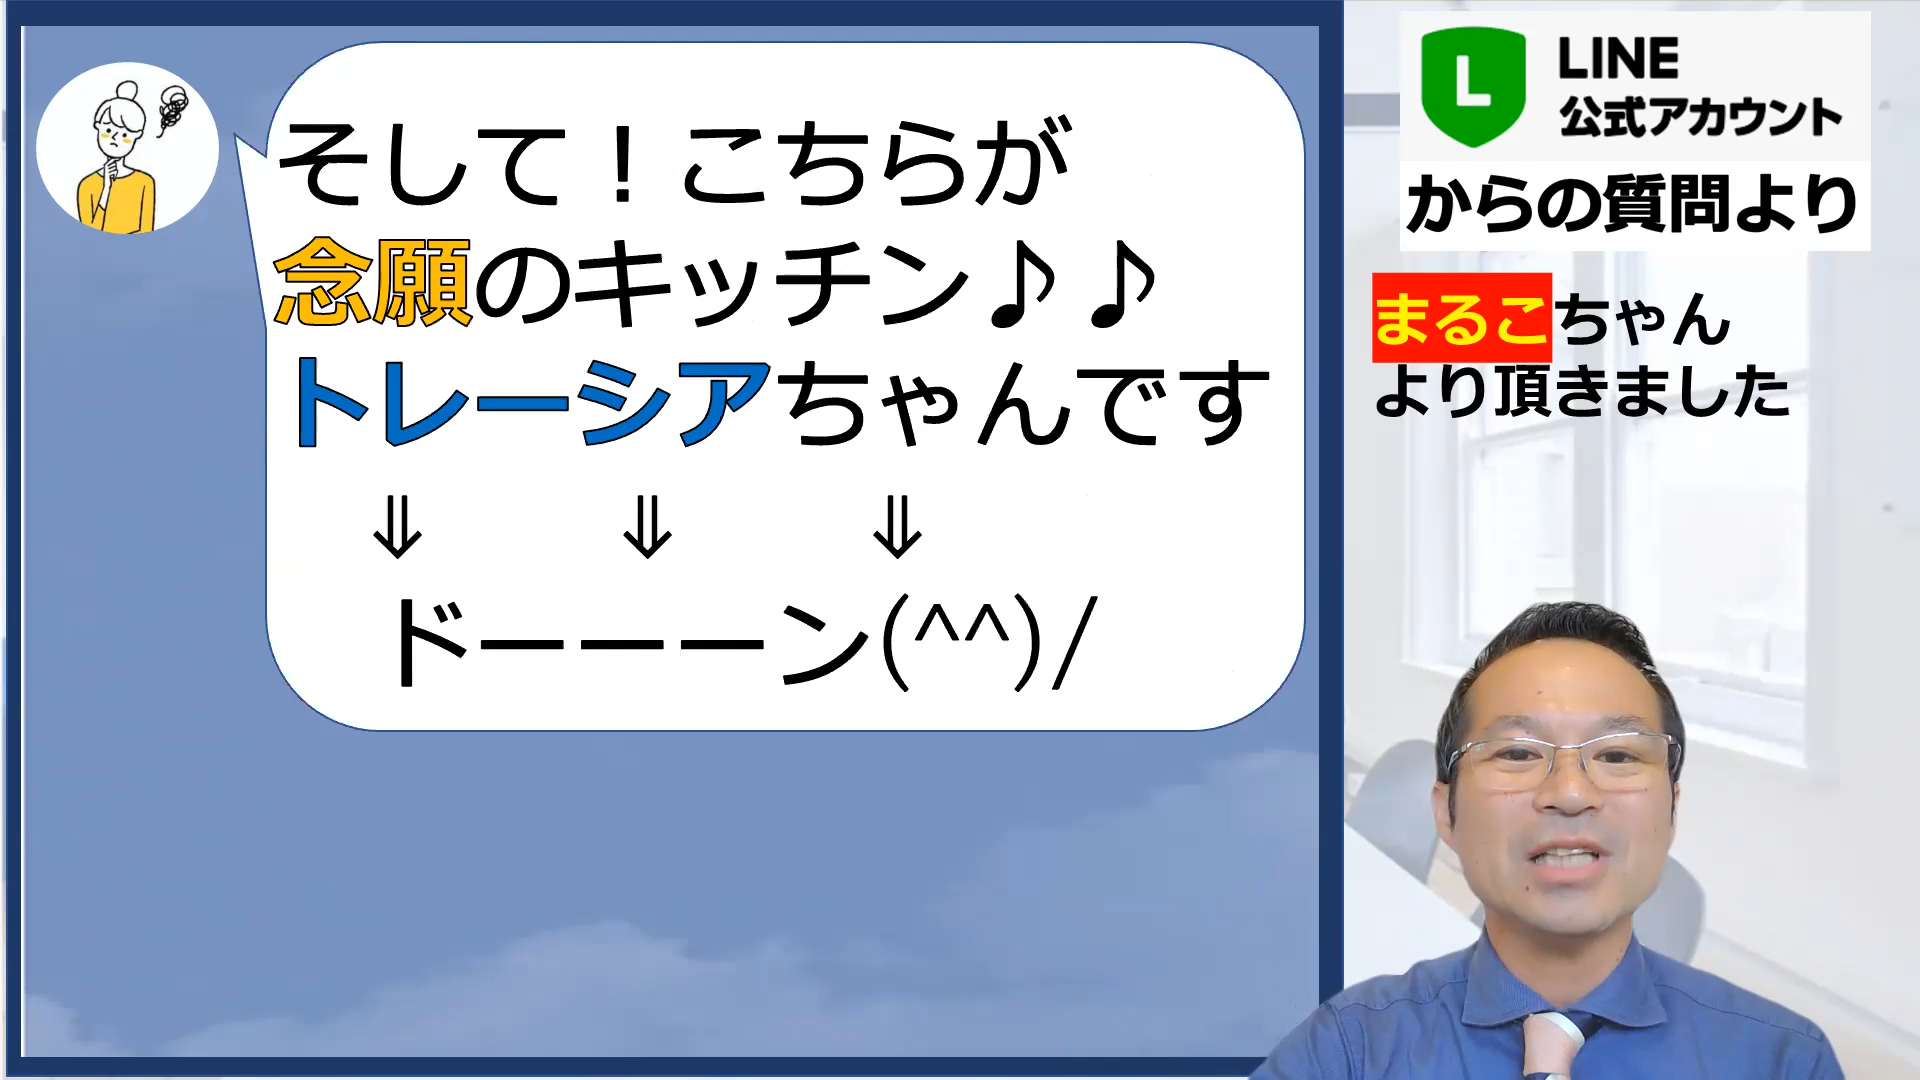 そして！こちらが
念願のキッチン♪♪
トレーシアちゃんです
⇓ ⇓ ⇓
ドーーーン(^^)/
L
LINE
公式アカウント
からの質問より
まるこちゃん
より頂きました